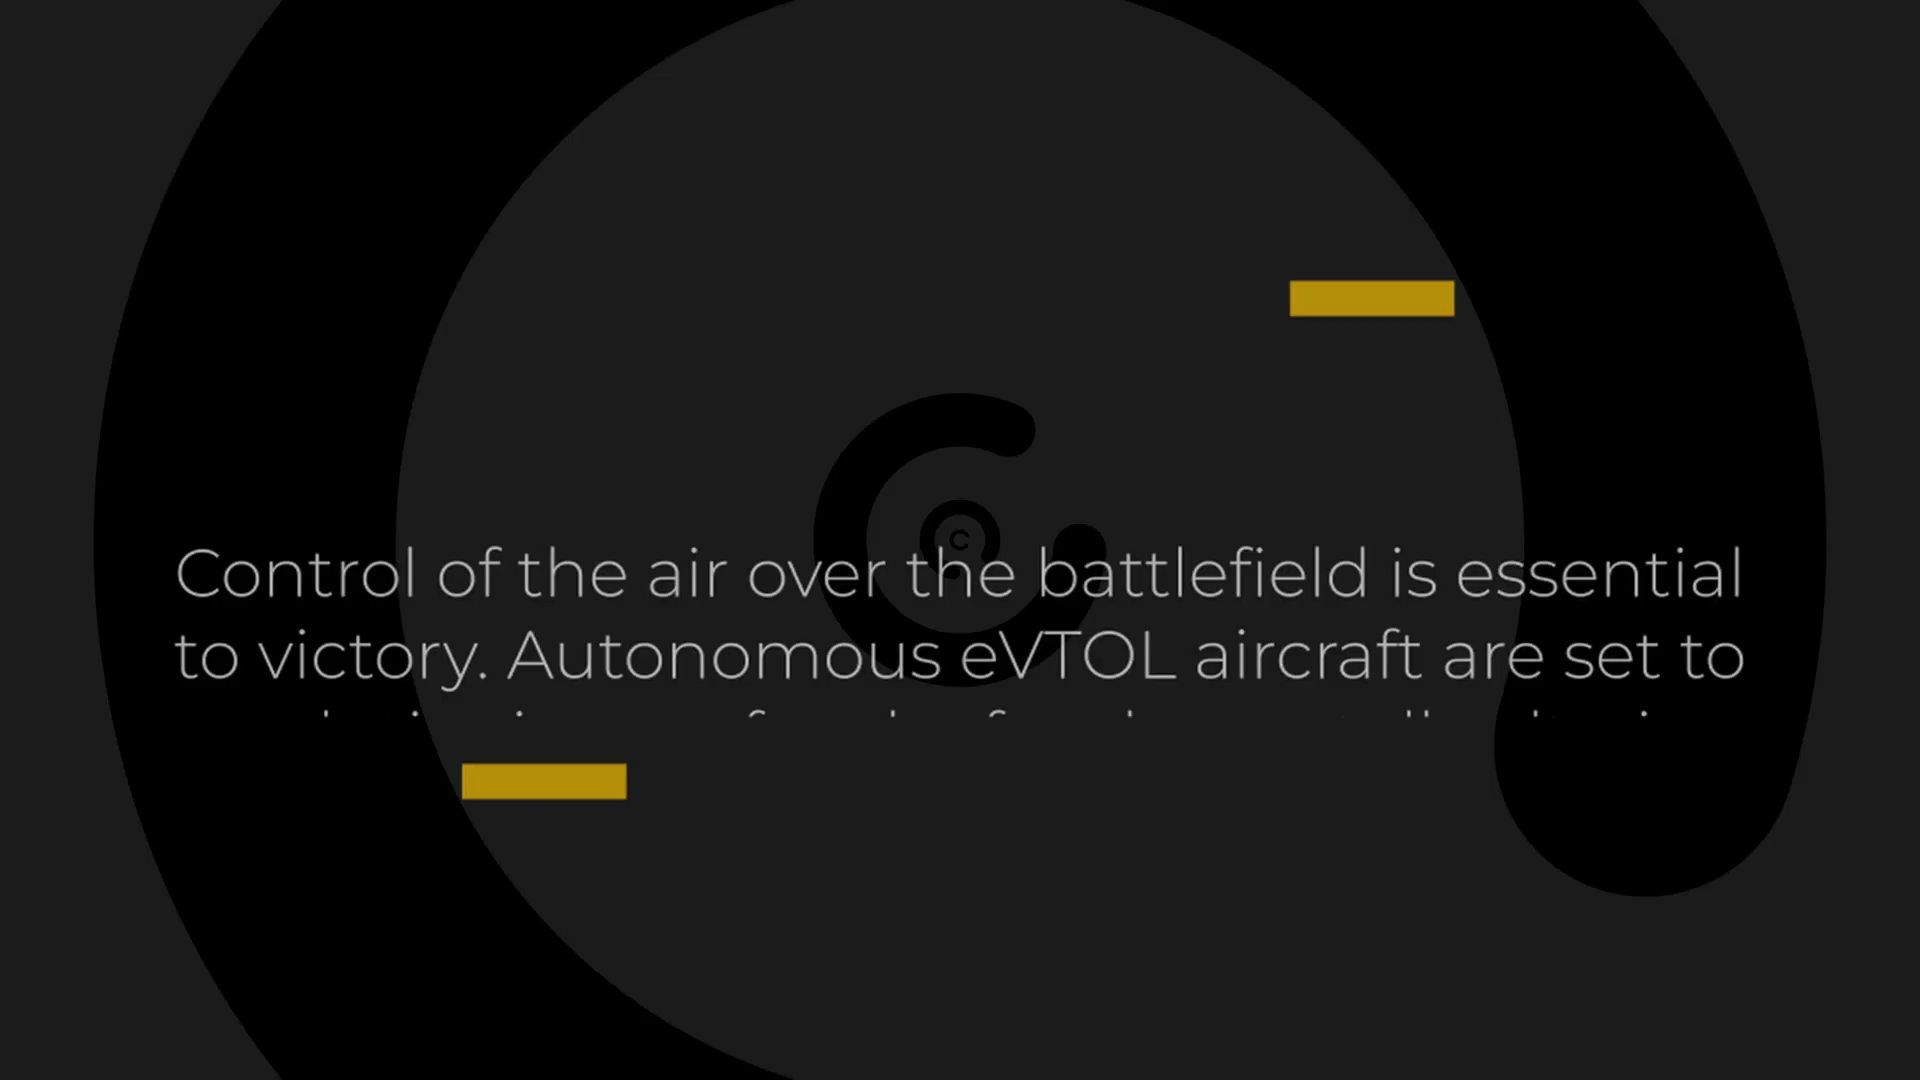 Control of the air over the battlefield is essential
to victory. Autonomous eVTOL aircraft are set to